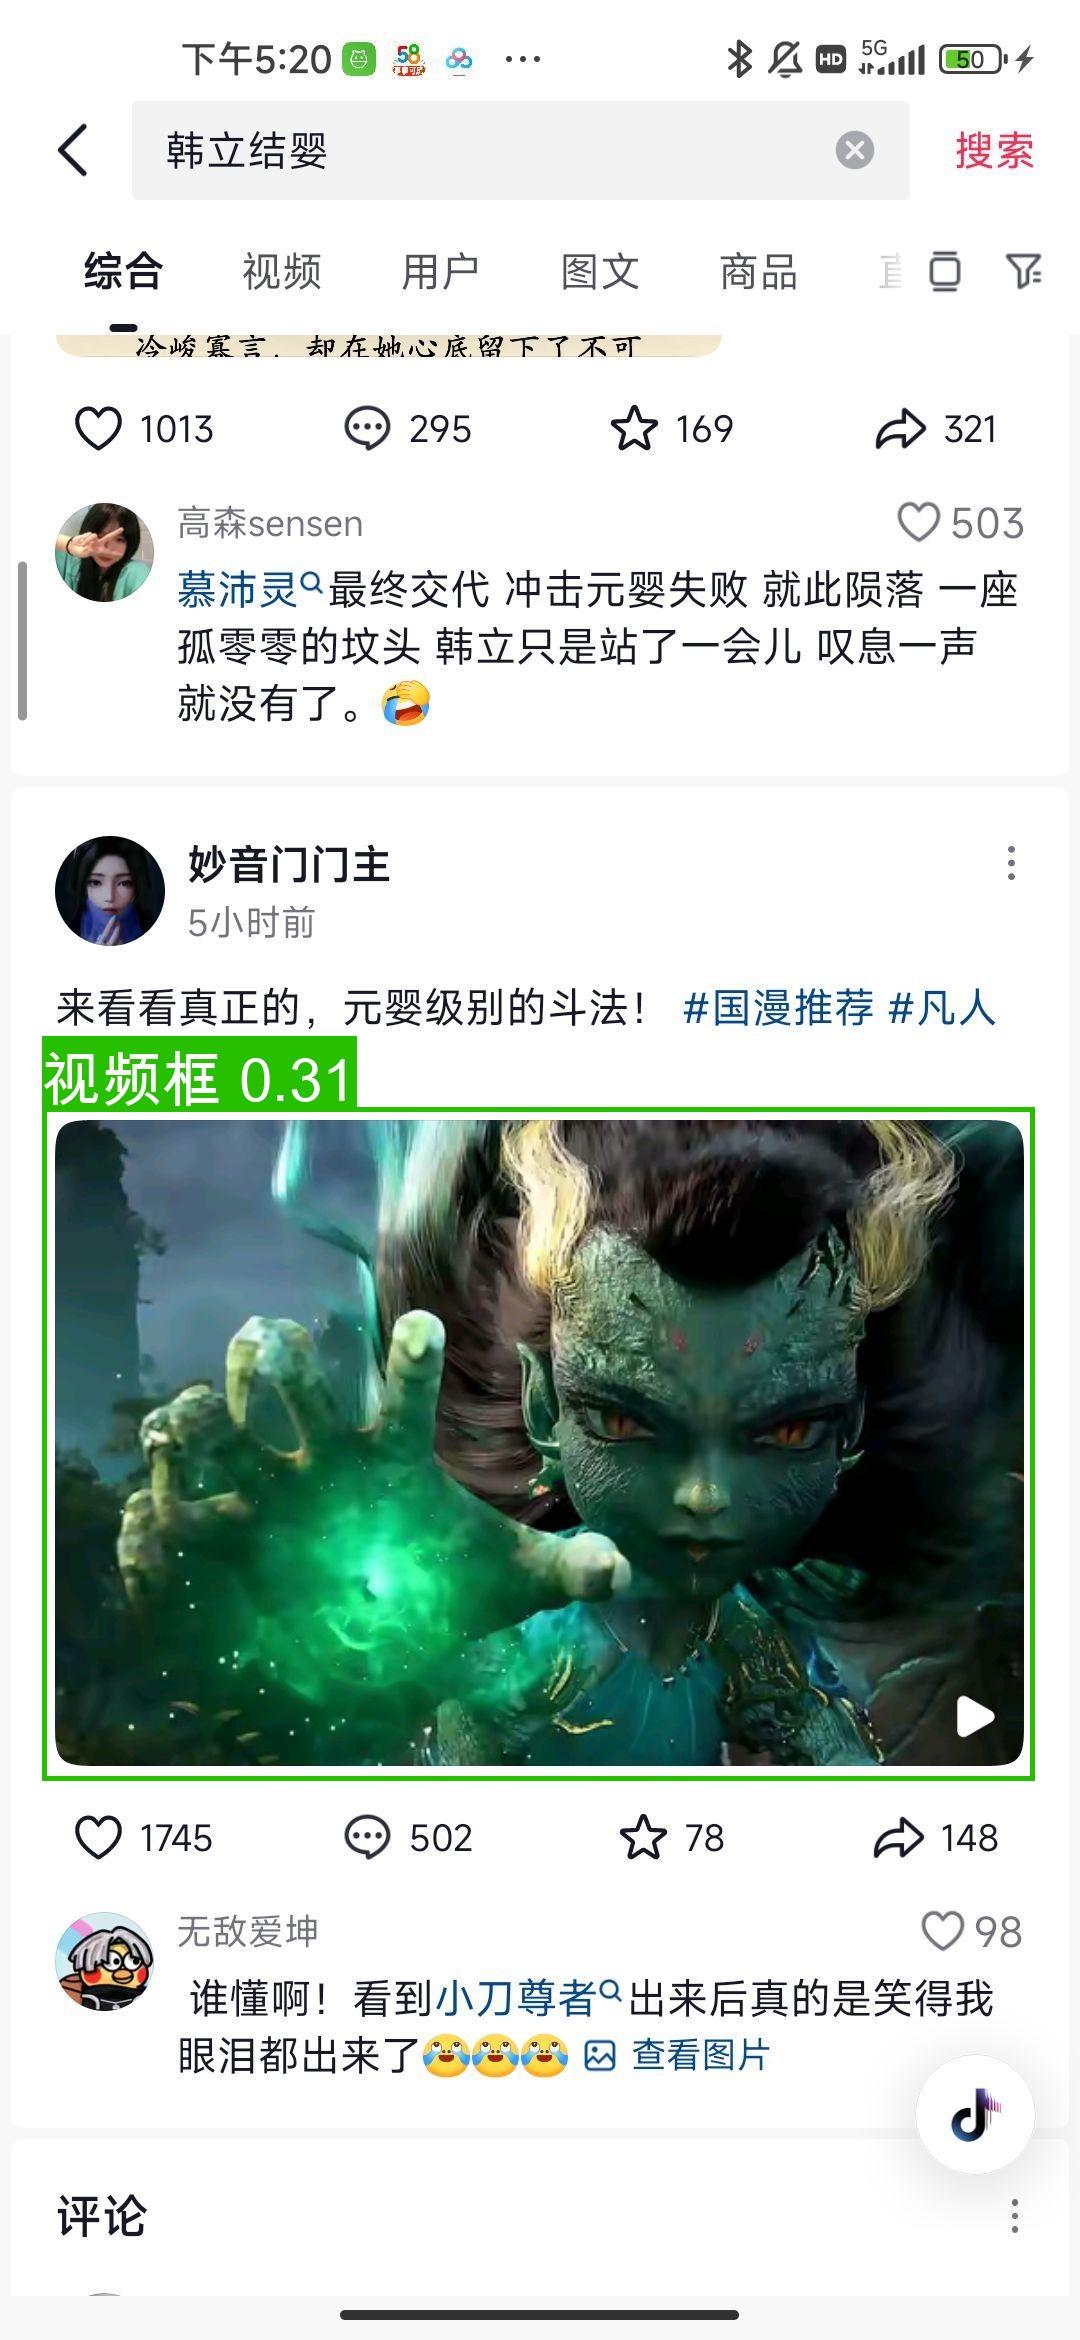 下午5:20
58
HD
5G
50
韩立结婴
搜索
综合
视频
用户
图文
商品
直
冷峻寡言，却在她心底留下了不可
1013
295
169
321
高森sensen
503
慕沛灵最终交代 冲击元婴失败 就此陨落 一座
孤零零的坟头 韩立只是站了一会儿 叹息一声
就没有了。
妙音门门主
5小时前
来看看真正的，元婴级别的斗法！ #国漫推荐 #凡人
视频框 0.31
1745
502
78
148
无敌爱坤
98
谁懂啊！看到小刀尊者出来后真的是笑得我
眼泪都出来了 查看图片
评论